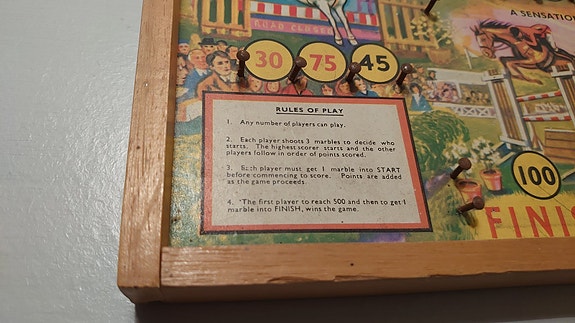 ROAD CLOSED
A SENSATION
30 75 45
RULES OF PLAY
1. Any number of players can play.
2. Each player shoots 3 marbles to decide who
starts. The highest scorer starts and the other
players follow in order of points scored.
3. Each player must get 1 marble into START
before commencing to score. Points are added
as the game proceeds.
4. The first player to reach 500 and then to get 1
marble into FINISH, wins the game.
100
FINIS